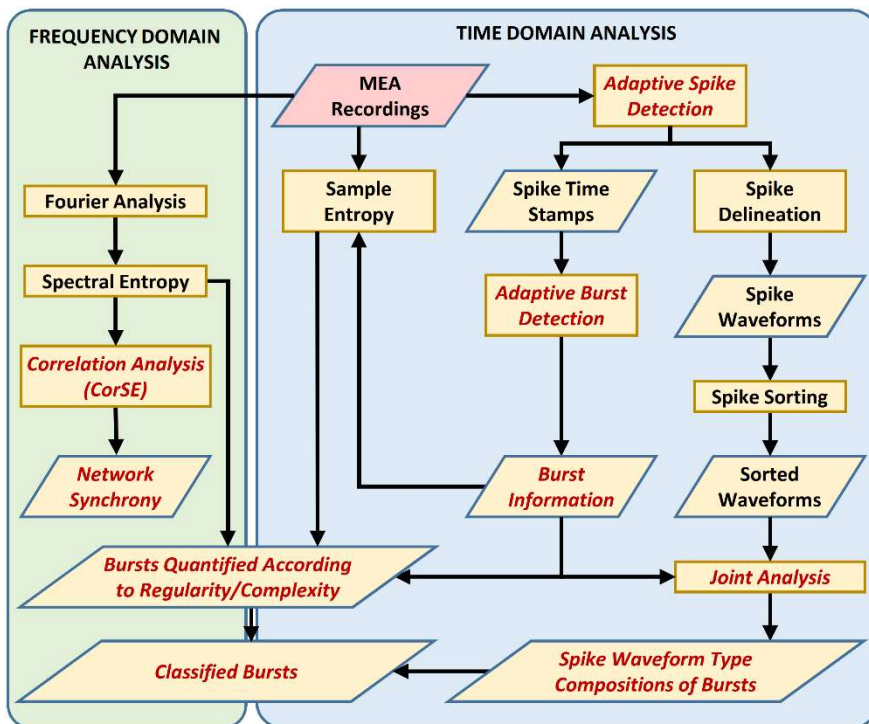 FREQUENCY DOMAIN
ANALYSIS
TIME DOMAIN ANALYSIS
MEA
Recordings
Adaptive Spike
Detection
Fourier Analysis
Sample
Entropy
Spike Time
Stamps
Spike
Delineation
Spectral Entropy
Adaptive Burst
Detection
Spike
Waveforms
Correlation Analysis
(CorSE)
Spike Sorting
Network
Synchrony
Burst
Information
Sorted
Waveforms
Bursts Quantified According
to Regularity/Complexity
Joint Analysis
Classified Bursts
Spike Waveform Type
Compositions of Bursts